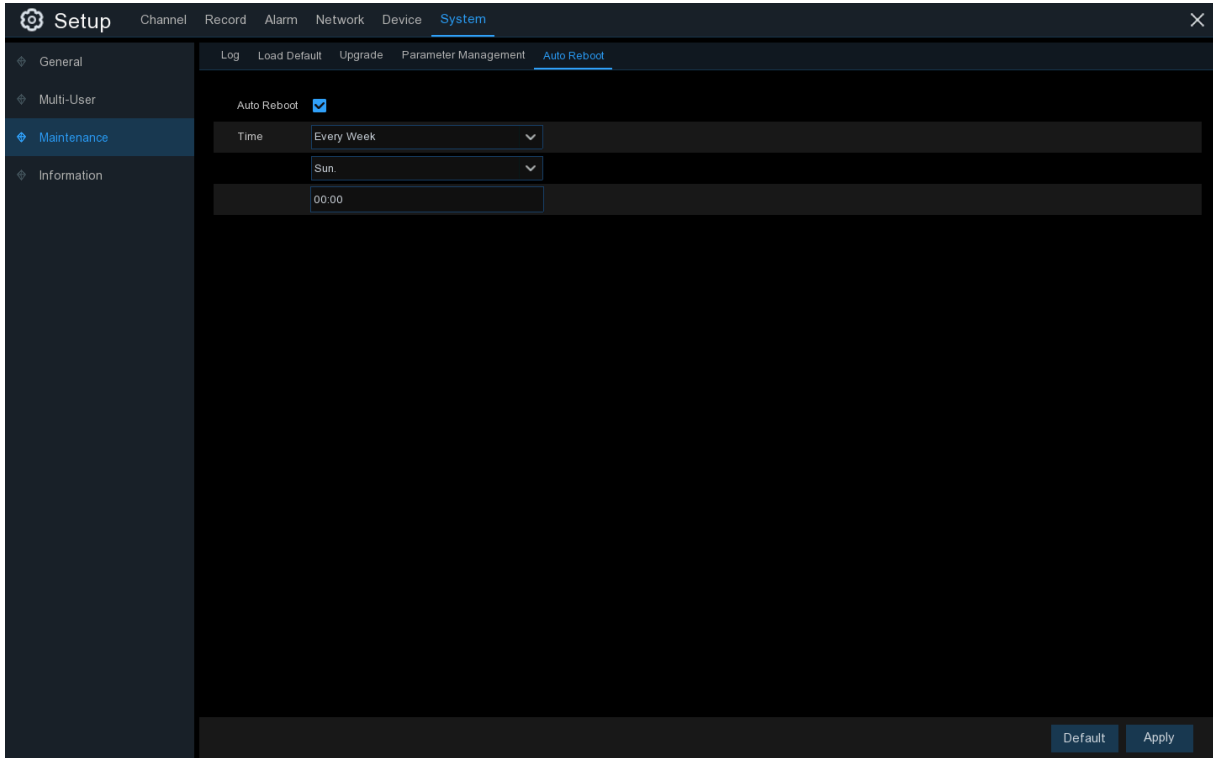 Setup Channel Record Alarm Network Device System
General
Multi-User
Maintenance
Information
Log Load Default Upgrade Parameter Management Auto Reboot
Auto Reboot
Time Every Week
Sun.
00:00
Default Apply